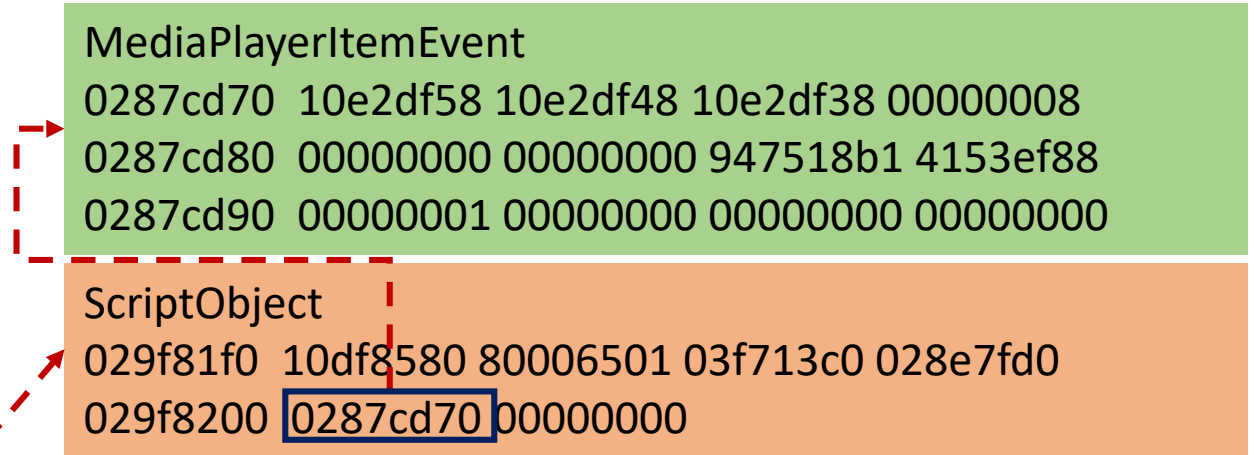 MediaPlayerItemEvent
0287cd70 10e2df58 10e2df48 10e2df38 00000008
0287cd80 00000000 00000000 947518b1 4153ef88
0287cd90 00000001 00000000 00000000 00000000
ScriptObject
029f81f0 10df8580 80006501 03f713c0 028e7fd0
029f8200 0287cd70 00000000